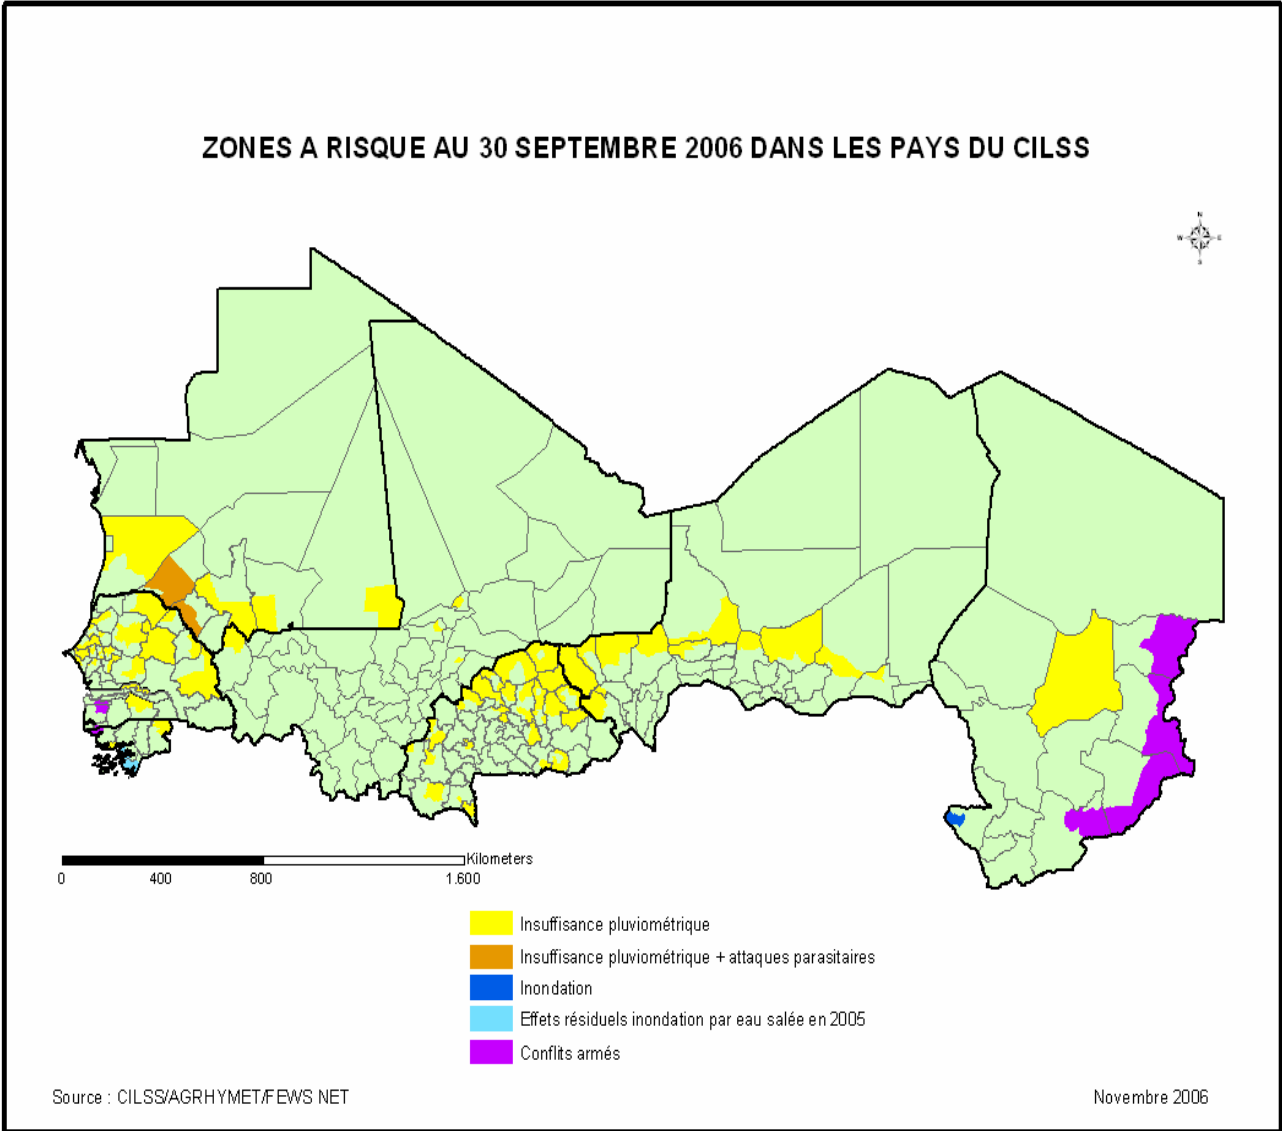 ZONES A RISQUE AU 30 SEPTEMBRE 2006 DANS LES PAYS DU CILSS
N
W E
S
Kilometers
0 400 800 1.600
Insuffisance pluviométrique
Insuffisance pluviométrique + attaques parasitaires
Inondation
Effets résiduels inondation par eau salée en 2005
Conflits armés
Source : CILSS/AGRHYMET/FEWS NET
Novembre 2006